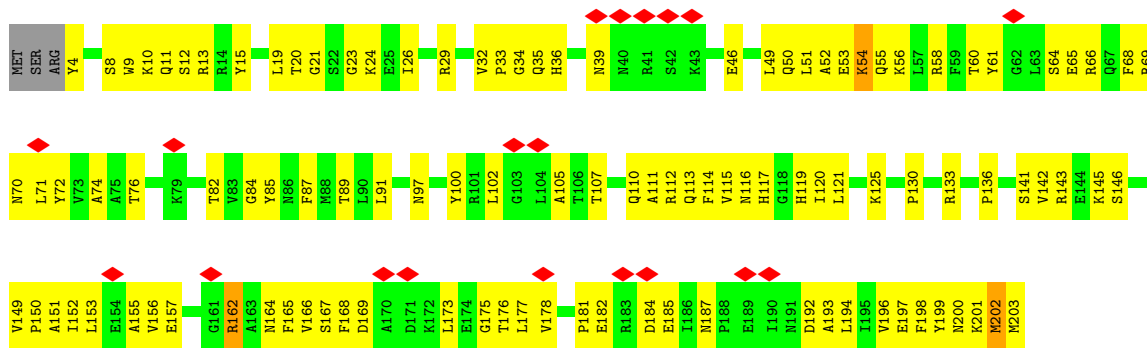 MET SER ARG Y4 S8 W9 K10 Q11 S12 R13 R14 Y15 L19 T20 G21 S22 G23 K24 E25 I26 R29 V32 P33 G34 Q35 H36 N39 N40 R41 S42 K43 E46 L49 Q50 L51 A52 E53 K54 Q55 K56 L57 R58 F59 T60 Y61 G62 L63 S64 E65 R66 Q67 F68
N70 L71 Y72 V73 A74 A75 T76 K79 T82 V83 G84 Y85 N86 F87 M88 T89 L90 L91 N97 Y100 R101 L102 G103 L104 A105 T106 T107 Q110 A111 R112 Q113 F114 V115 N116 H117 G118 H119 I120 L121 K125 P130 R133 P136 S141 V142 R143 E144 K145 S146
V149 P150 A151 I152 L153 E154 A155 V156 E157 G161 R162 A163 N164 F165 V166 S167 F168 D169 A170 D171 K172 L173 E174 G175 T176 L177 V178 P181 E182 R183 D184 E185 I186 N187 P188 E189 I190 N191 D192 A193 L194 I195 V196 E197 F198 Y199 N200 K201 M202 M203